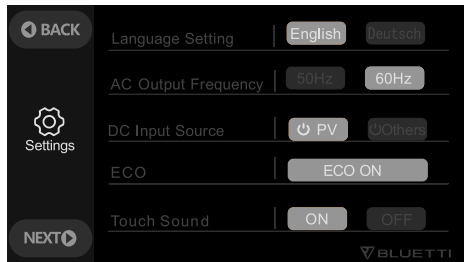 BACK
Language Setting English Deutsch
AC Output Frequency 50Hz 60Hz
Settings
DC Input Source PV Others
ECO ECO ON
Touch Sound ON OFF
NEXT
BLUETTI